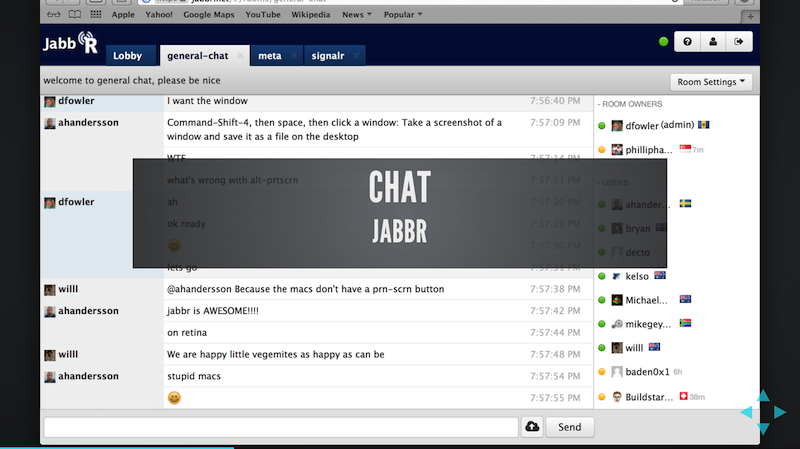 Apple Yahoo! Google Maps YouTube Wikipedia News Popular
JabbR
Lobby general-chat meta signalr
welcome to general chat, please be nice
Room Settings
dfowler I want the window 7:56:40 PM
ahandersson Command-Shift-4, then space, then click a window: Take a screenshot of a 7:57:09 PM
window and save it as a file on the desktop
WTF 7:57:14 PM
what's wrong with alt-prtscrn 7:57:21 PM
dfowler ah 7:57:20 PM
ok ready
7:57:30 PM
lets go 7:57:31 PM
willl @ahandersson Because the macs don't have a prn-scrn button 7:57:38 PM
ahandersson jabbr is AWESOME!!!! 7:57:42 PM
on retina 7:57:44 PM
willl We are happy little vegemites as happy as can be 7:57:48 PM
ahandersson stupid macs 7:57:54 PM
7:57:55 PM
Send
CHAT
JABBR
- ROOM OWNERS
dfowler (admin)
phillipha... 7m
- USERS
ahander...
bryan
decto
kelso
Michael...
mikegey...
willl
baden0x1 6h
Buildstar... 38m